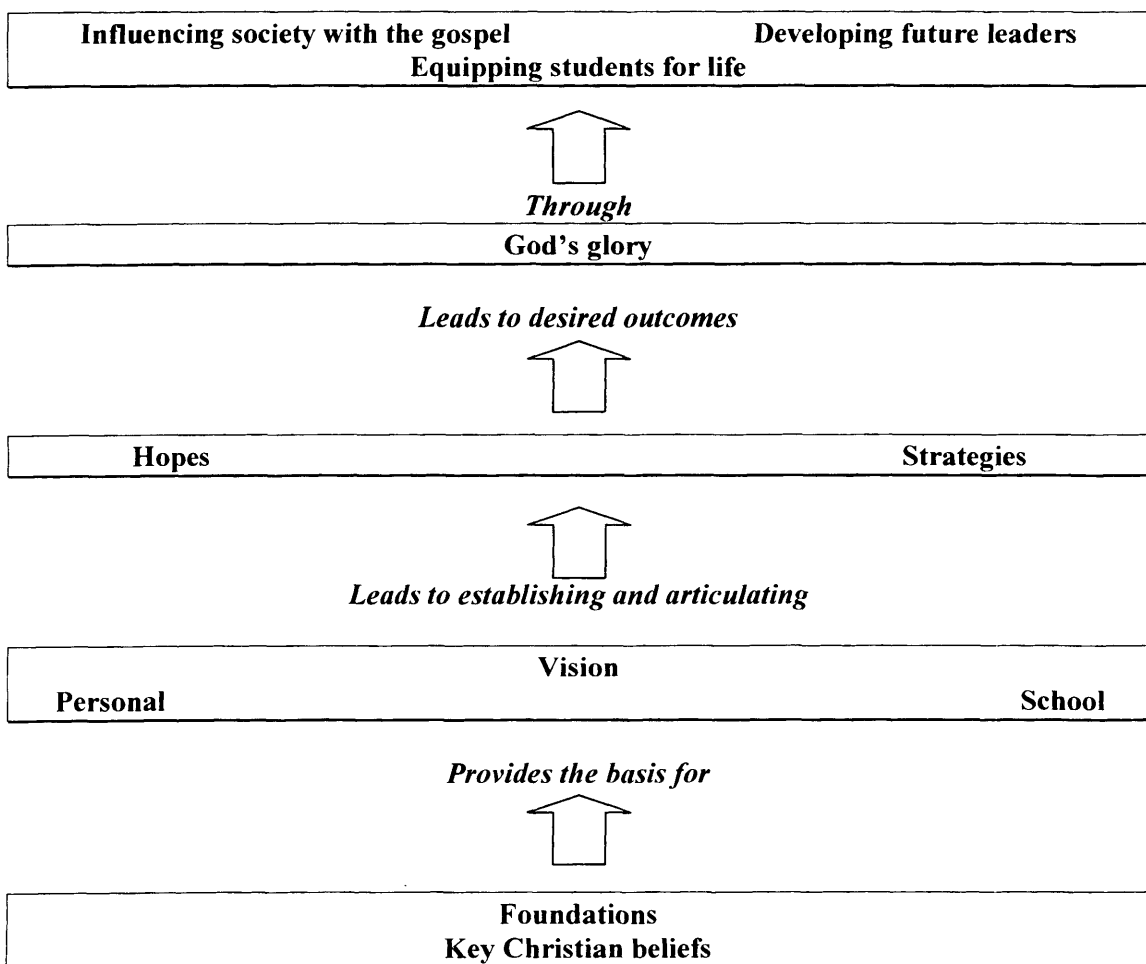 Influencing society with the gospel Developing future leaders
Equipping students for life
Through
God's glory
Leads to desired outcomes
Hopes Strategies
Leads to establishing and articulating
Vision
Personal School
Provides the basis for
Foundations
Key Christian beliefs